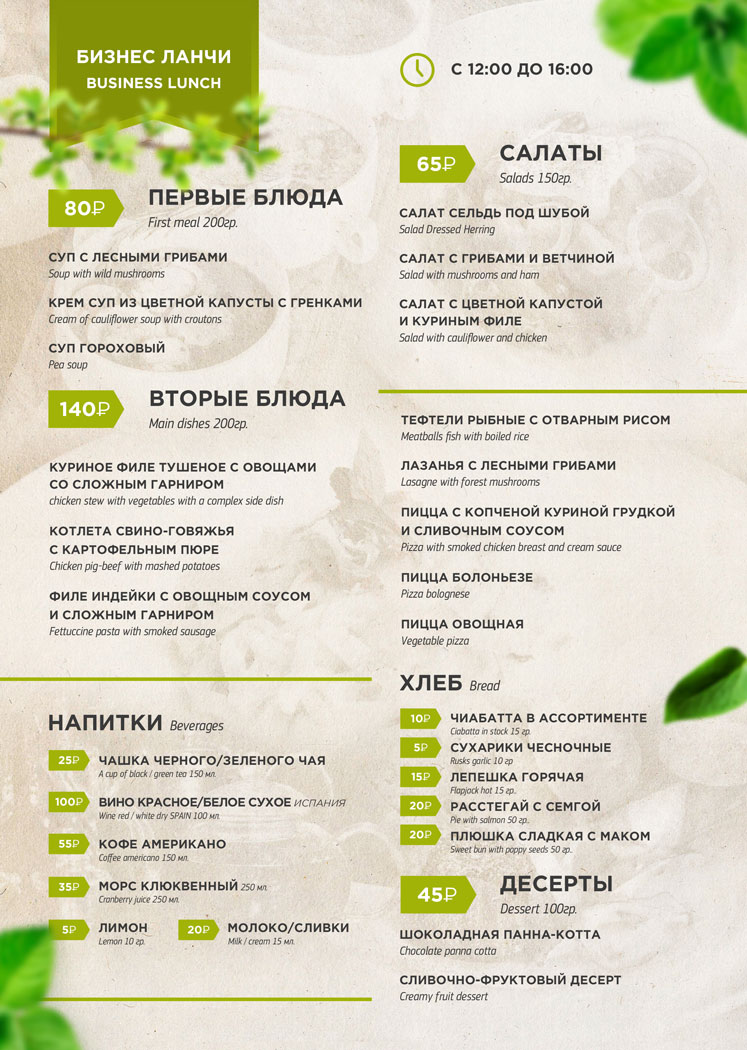 БИЗНЕС ЛАНЧИ
BUSINESS LUNCH
С 12:00 ДО 16:00
80₽
ПЕРВЫЕ БЛЮДА
First meal 200гр.
СУП С ЛЕСНЫМИ ГРИБАМИ
Soup with wild mushrooms
КРЕМ СУП ИЗ ЦВЕТНОЙ КАПУСТЫ С ГРЕНКАМИ
Cream of cauliflower soup with croutons
СУП ГОРОХОВЫЙ
Pea soup
65₽
САЛАТЫ
Salads 150гр.
САЛАТ СЕЛЬДЬ ПОД ШУБОЙ
Salad Dressed Herring
САЛАТ С ГРИБАМИ И ВЕТЧИНОЙ
Salad with mushrooms and ham
САЛАТ С ЦВЕТНОЙ КАПУСТОЙ
И КУРИНЫМ ФИЛЕ
Salad with cauliflower and chicken
140₽
ВТОРЫЕ БЛЮДА
Main dishes 200гр.
КУРИНОЕ ФИЛЕ ТУШЕНОЕ С ОВОЩАМИ
СО СЛОЖНЫМ ГАРНИРОМ
chicken stew with vegetables with a complex side dish
КОТЛЕТА СВИНО-ГОВЯЖЬЯ
С КАРТОФЕЛЬНЫМ ПЮРЕ
Chicken pig-beef with mashed potatoes
ФИЛЕ ИНДЕЙКИ С ОВОЩНЫМ СОУСОМ
И СЛОЖНЫМ ГАРНИРОМ
Fettuccine pasta with smoked sausage
ТЕФТЕЛИ РЫБНЫЕ С ОТВАРНЫМ РИСОМ
Meatballs fish with boiled rice
ЛАЗАНЬЯ С ЛЕСНЫМИ ГРИБАМИ
Lasagne with forest mushrooms
ПИЦЦА С КОПЧЕНОЙ КУРИНОЙ ГРУДКОЙ
И СЛИВОЧНЫМ СОУСОМ
Pizza with smoked chicken breast and cream sauce
ПИЦЦА БОЛОНЬЕЗЕ
Pizza bolognese
ПИЦЦА ОВОЩНАЯ
Vegetable pizza
НАПИТКИ Beverages
25₽ ЧАШКА ЧЕРНОГО/ЗЕЛЕНОГО ЧАЯ
A cup of black / green tea 150 мл.
100₽ ВИНО КРАСНОЕ/БЕЛОЕ СУХОЕ ИСПАНИЯ
Wine red / white dry SPAIN 100 мл.
55₽ КОФЕ АМЕРИКАНО
Coffee americano 150 мл.
35₽ МОРС КЛЮКВЕННЫЙ 250 мл.
Cranberry juice 250 мл.
5₽ ЛИМОН
Lemon 10 гр.
20₽ МОЛОКО/СЛИВКИ
Milk / cream 15 мл.
ХЛЕБ Bread
10₽ ЧИАБАТТА В АССОРТИМЕНТЕ
Ciabatta in stock 15 гр.
5₽ СУХАРИКИ ЧЕСНОЧНЫЕ
Rusks garlic 10 гр
15₽ ЛЕПЕШКА ГОРЯЧАЯ
Flapjack hot 15 гр..
20₽ РАССТЕГАЙ С СЕМГОЙ
Pie with salmon 50 гр..
20₽ ПЛЮШКА СЛАДКАЯ С МАКОМ
Sweet bun with poppy seeds 50 гр..
45₽
ДЕСЕРТЫ
Dessert 100гр.
ШОКОЛАДНАЯ ПАННА-КОТТА
Chocolate panna cotta
СЛИВОЧНО-ФРУКТОВЫЙ ДЕСЕРТ
Creamy fruit dessert